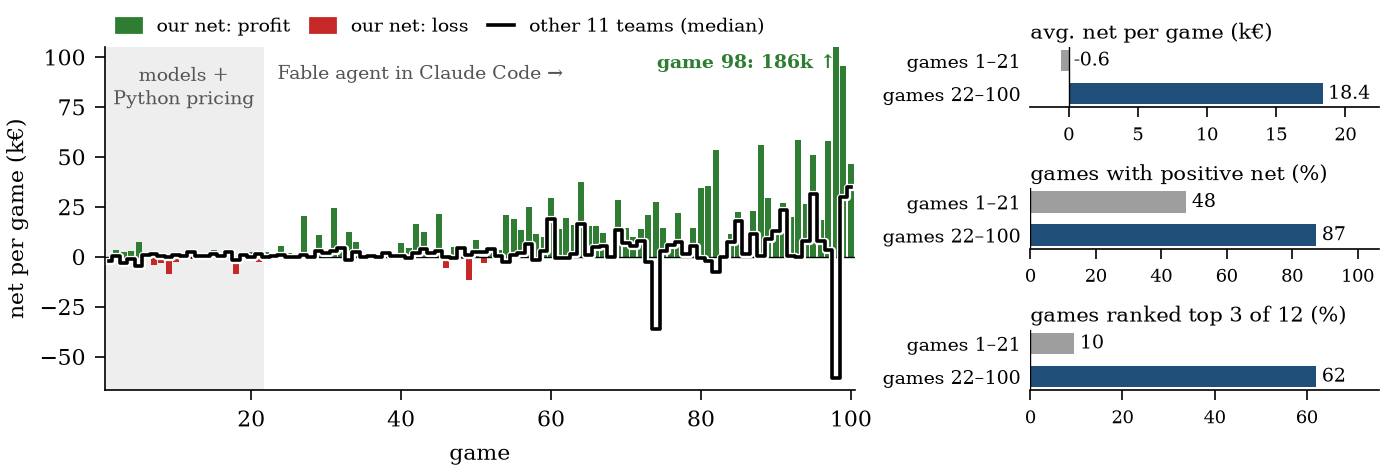 our net: profit our net: loss other 11 teams (median)
models +
Python pricing
Fable agent in Claude Code →
game 98: 186k ↑
net per game (k€)
100
75
50
25
0
−25
−50
20 40 60 80 100
game
avg. net per game (k€)
games 1–21 -0.6
games 22–100 18.4
0 5 10 15 20
games with positive net (%)
games 1–21 48
games 22–100 87
0 20 40 60 80 100
games ranked top 3 of 12 (%)
games 1–21 10
games 22–100 62
0 20 40 60